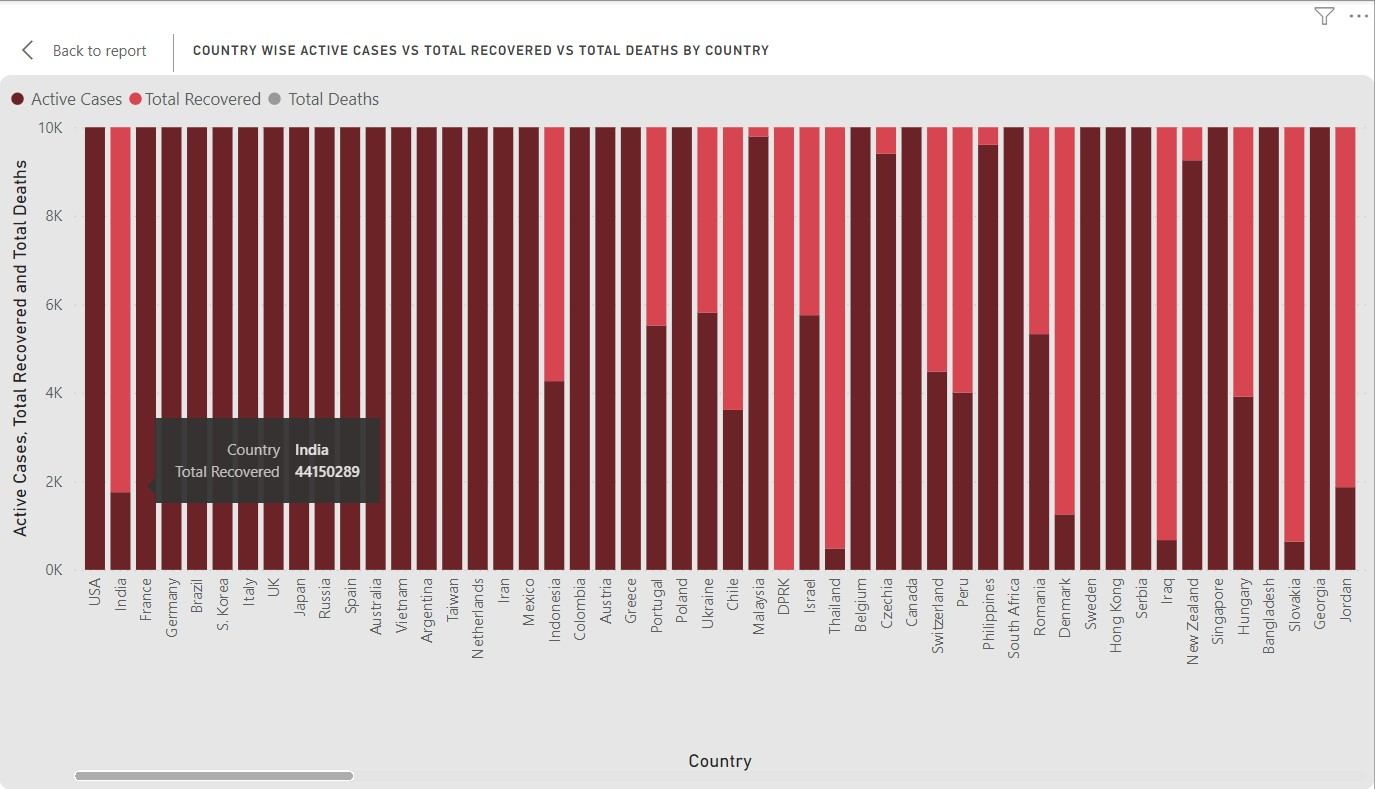 Back to report
COUNTRY WISE ACTIVE CASES VS TOTAL RECOVERED VS TOTAL DEATHS BY COUNTRY
Active Cases Total Recovered Total Deaths
Active Cases, Total Recovered and Total Deaths
10K
8K
6K
4K
2K
0K
Country India
Total Recovered 44150289
USA
India
France
Germany
Brazil
S. Korea
Italy
UK
Japan
Russia
Spain
Australia
Vietnam
Argentina
Taiwan
Netherlands
Iran
Mexico
Indonesia
Colombia
Austria
Greece
Portugal
Poland
Ukraine
Chile
Malaysia
DPRK
Israel
Thailand
Belgium
Czechia
Canada
Switzerland
Peru
Philippines
South Africa
Romania
Denmark
Sweden
Hong Kong
Serbia
Iraq
New Zealand
Singapore
Hungary
Bangladesh
Slovakia
Georgia
Jordan
Country